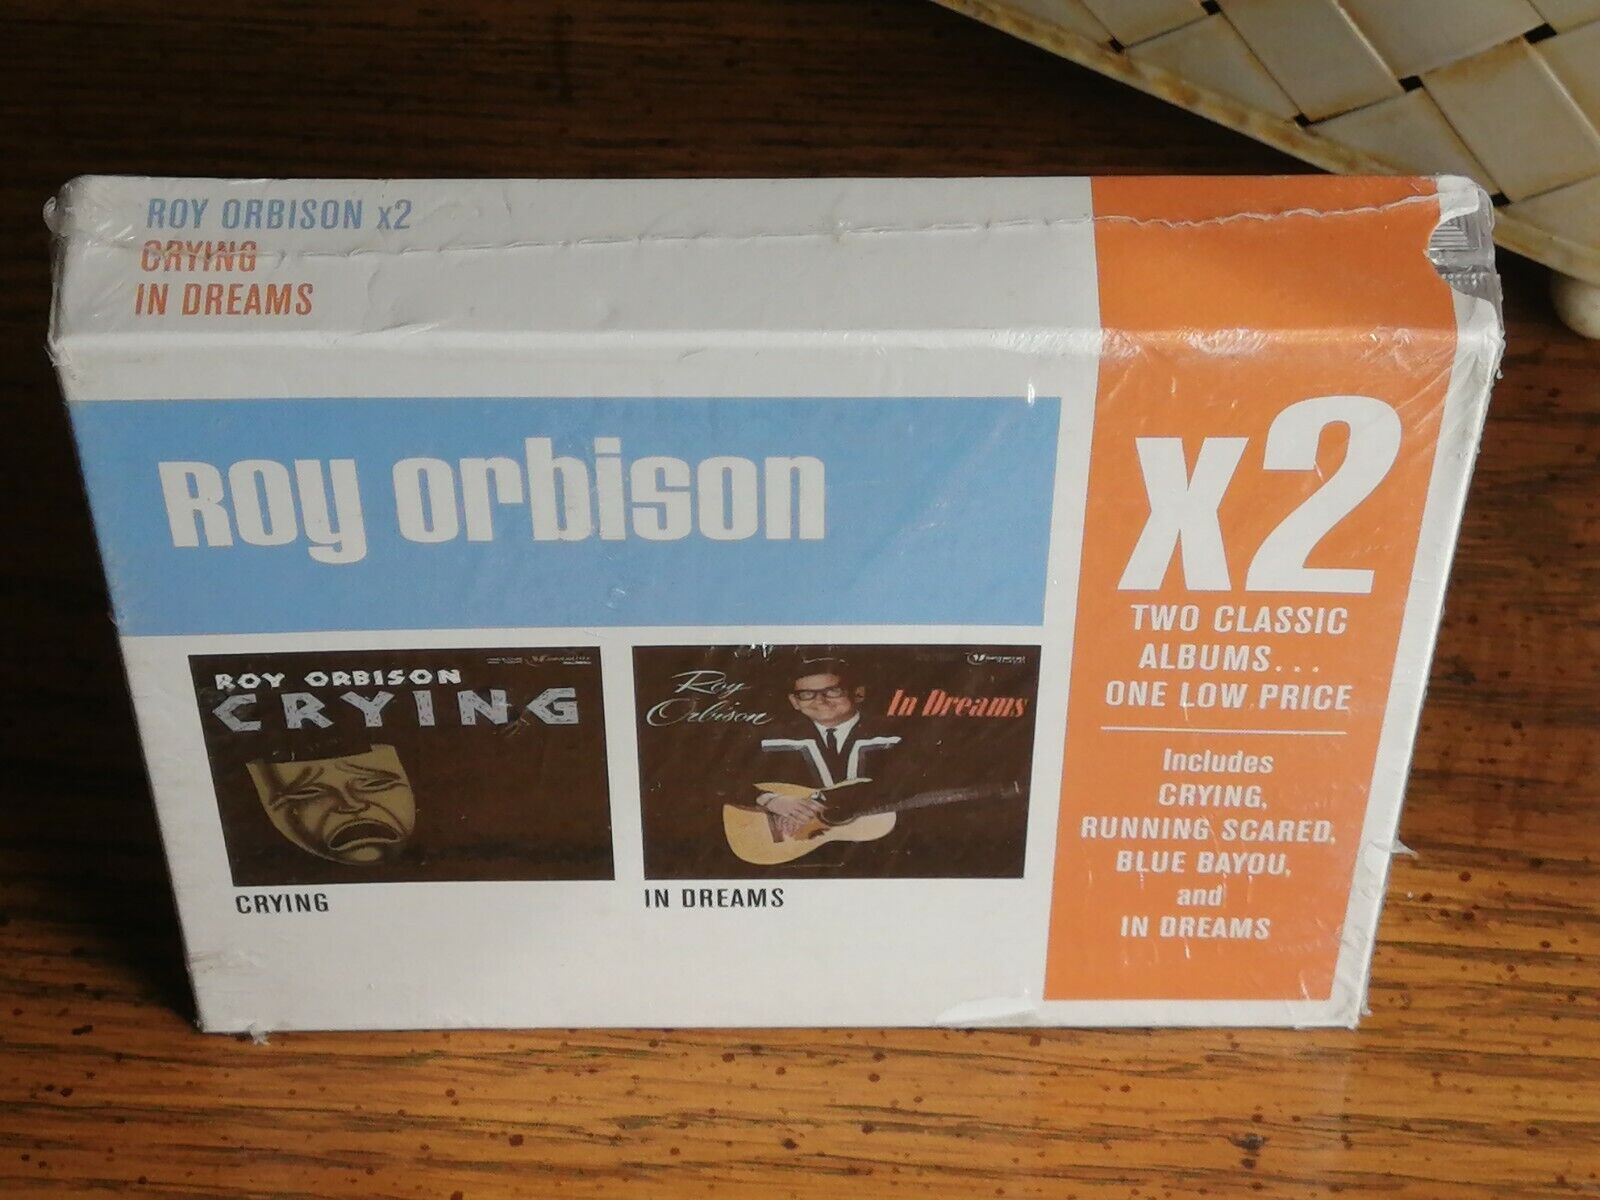 ROY ORBISON x2
CRYING
IN DREAMS
Roy orbison
x2
TWO CLASSIC
ALBUMS...
ONE LOW PRICE
Includes
CRYING,
RUNNING SCARED,
BLUE BAYOU,
and
IN DREAMS
ROY ORBISON
CRYING
CRYING
Roy
Orbison
In Dreams
IN DREAMS